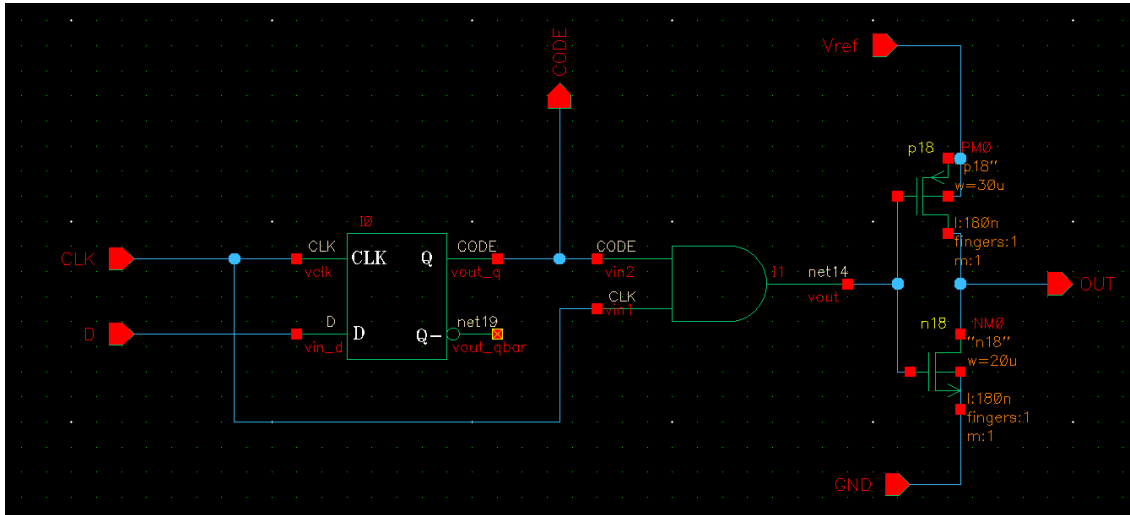 CODE
Vref
p18
PM0
"p18"
w=30u
l:180n
fingers:1
m:1
I0
CLK
CLK
vclk
CLK
Q
CODE
vout_q
CODE
vin2
CLK
vin1
I1
net14
vout
OUT
D
D
vin_d
D
Q-
net19
vout_qbar
n18
NM0
"n18"
w=20u
l:180n
fingers:1
m:1
GND